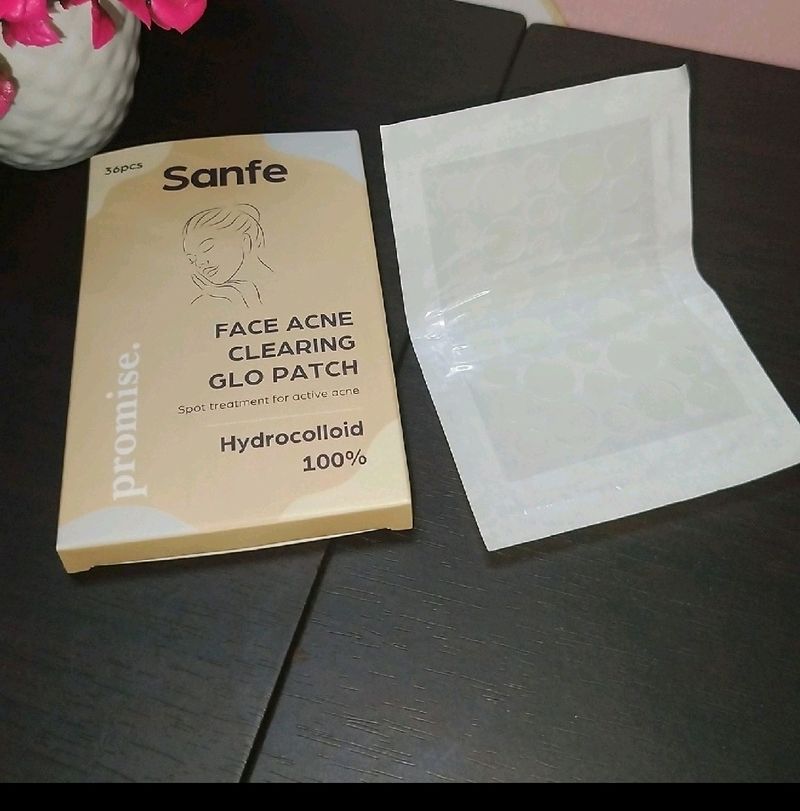 36pcs
Sanfe
FACE ACNE
CLEARING
GLO PATCH
Spot treatment for active acne
Hydrocolloid
100%
promise.